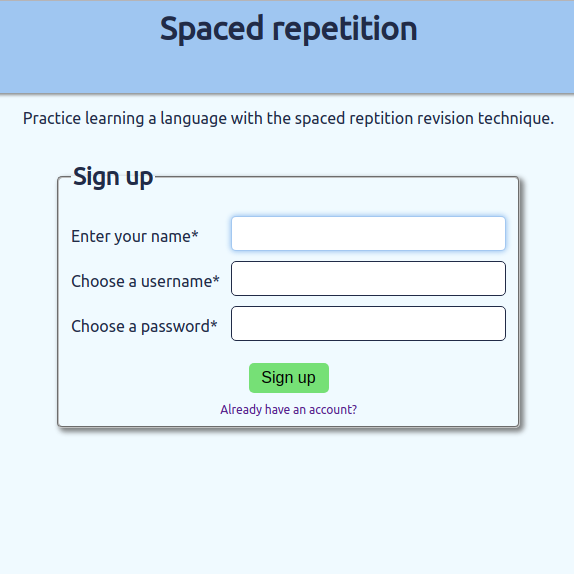 Spaced repetition
Practice learning a language with the spaced reptition revision technique.
Sign up
Enter your name*
Choose a username*
Choose a password*
Sign up
Already have an account?